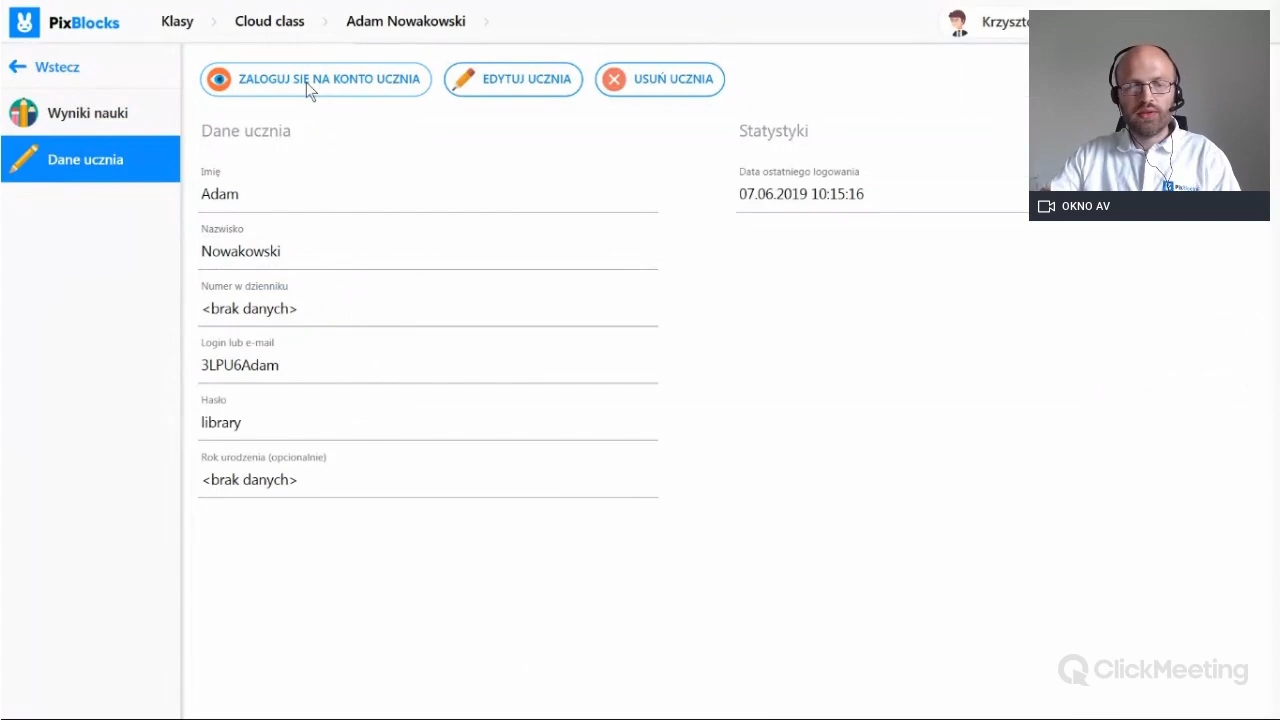 PixBlocks
Klasy
Cloud class
Adam Nowakowski
Wstecz
Wyniki nauki
Dane ucznia
ZALOGUJ SIĘ NA KONTO UCZNIA
EDYTUJ UCZNIA
USUŃ UCZNIA
Dane ucznia
Imię
Adam
Nazwisko
Nowakowski
Numer w dzienniku
<brak danych>
Login lub e-mail
3LPU6Adam
Hasło
library
Rok urodzenia (opcjonalnie)
<brak danych>
Statystyki
Data ostatniego logowania
07.06.2019 10:15:16
PixBlocks
OKNO AV
ClickMeeting